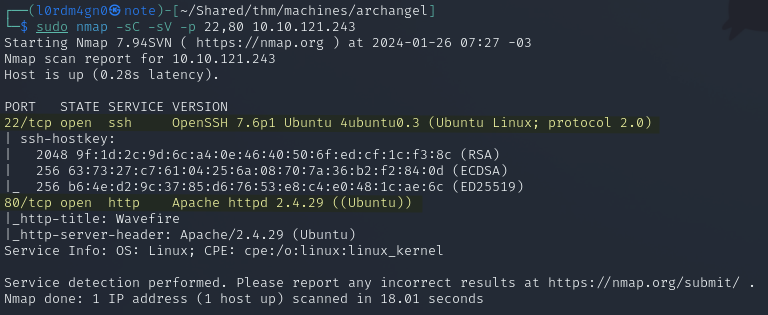 ┌──(l0rdm4gn0㉿note)-[~/Shared/thm/machines/archangel]
└─$ sudo nmap -sC -sV -p 22,80 10.10.121.243
Starting Nmap 7.94SVN ( https://nmap.org ) at 2024-01-26 07:27 -03
Nmap scan report for 10.10.121.243
Host is up (0.28s latency).
PORT   STATE SERVICE VERSION
22/tcp open  ssh     OpenSSH 7.6p1 Ubuntu 4ubuntu0.3 (Ubuntu Linux; protocol 2.0)
| ssh-hostkey:
|   2048 9f:1d:2c:9d:6c:a4:0e:46:40:50:6f:ed:cf:1c:f3:8c (RSA)
|   256 63:73:27:c7:61:04:25:6a:08:70:7a:36:b2:f2:84:0d (ECDSA)
|_  256 b6:4e:d2:9c:37:85:d6:76:53:e8:c4:e0:48:1c:ae:6c (ED25519)
80/tcp open  http    Apache httpd 2.4.29 ((Ubuntu))
|_http-title: Wavefire
|_http-server-header: Apache/2.4.29 (Ubuntu)
Service Info: OS: Linux; CPE: cpe:/o:linux:linux_kernel
Service detection performed. Please report any incorrect results at https://nmap.org/submit/ .
Nmap done: 1 IP address (1 host up) scanned in 18.01 seconds